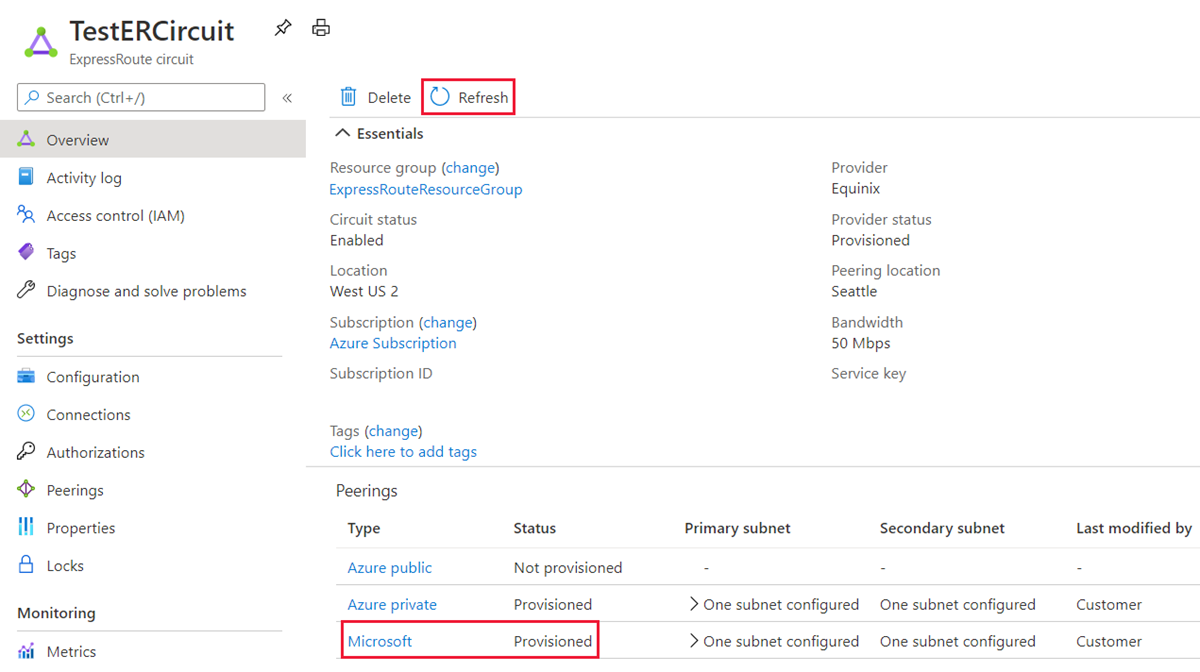 TestERCircuit
ExpressRoute circuit
Search (Ctrl+/)
«
Overview
Activity log
Access control (IAM)
Tags
Diagnose and solve problems
Settings
Configuration
Connections
Authorizations
Peerings
Properties
Locks
Monitoring
Metrics
Delete Refresh
Essentials
Resource group (change)
ExpressRouteResourceGroup
Circuit status
Enabled
Location
West US 2
Subscription (change)
Azure Subscription
Subscription ID
Provider
Equinix
Provider status
Provisioned
Peering location
Seattle
Bandwidth
50 Mbps
Service key
Tags (change)
Click here to add tags
Peerings
Type Status Primary subnet Secondary subnet Last modified by
Azure public Not provisioned - - -
Azure private Provisioned One subnet configured One subnet configured Customer
Microsoft Provisioned One subnet configured One subnet configured Customer